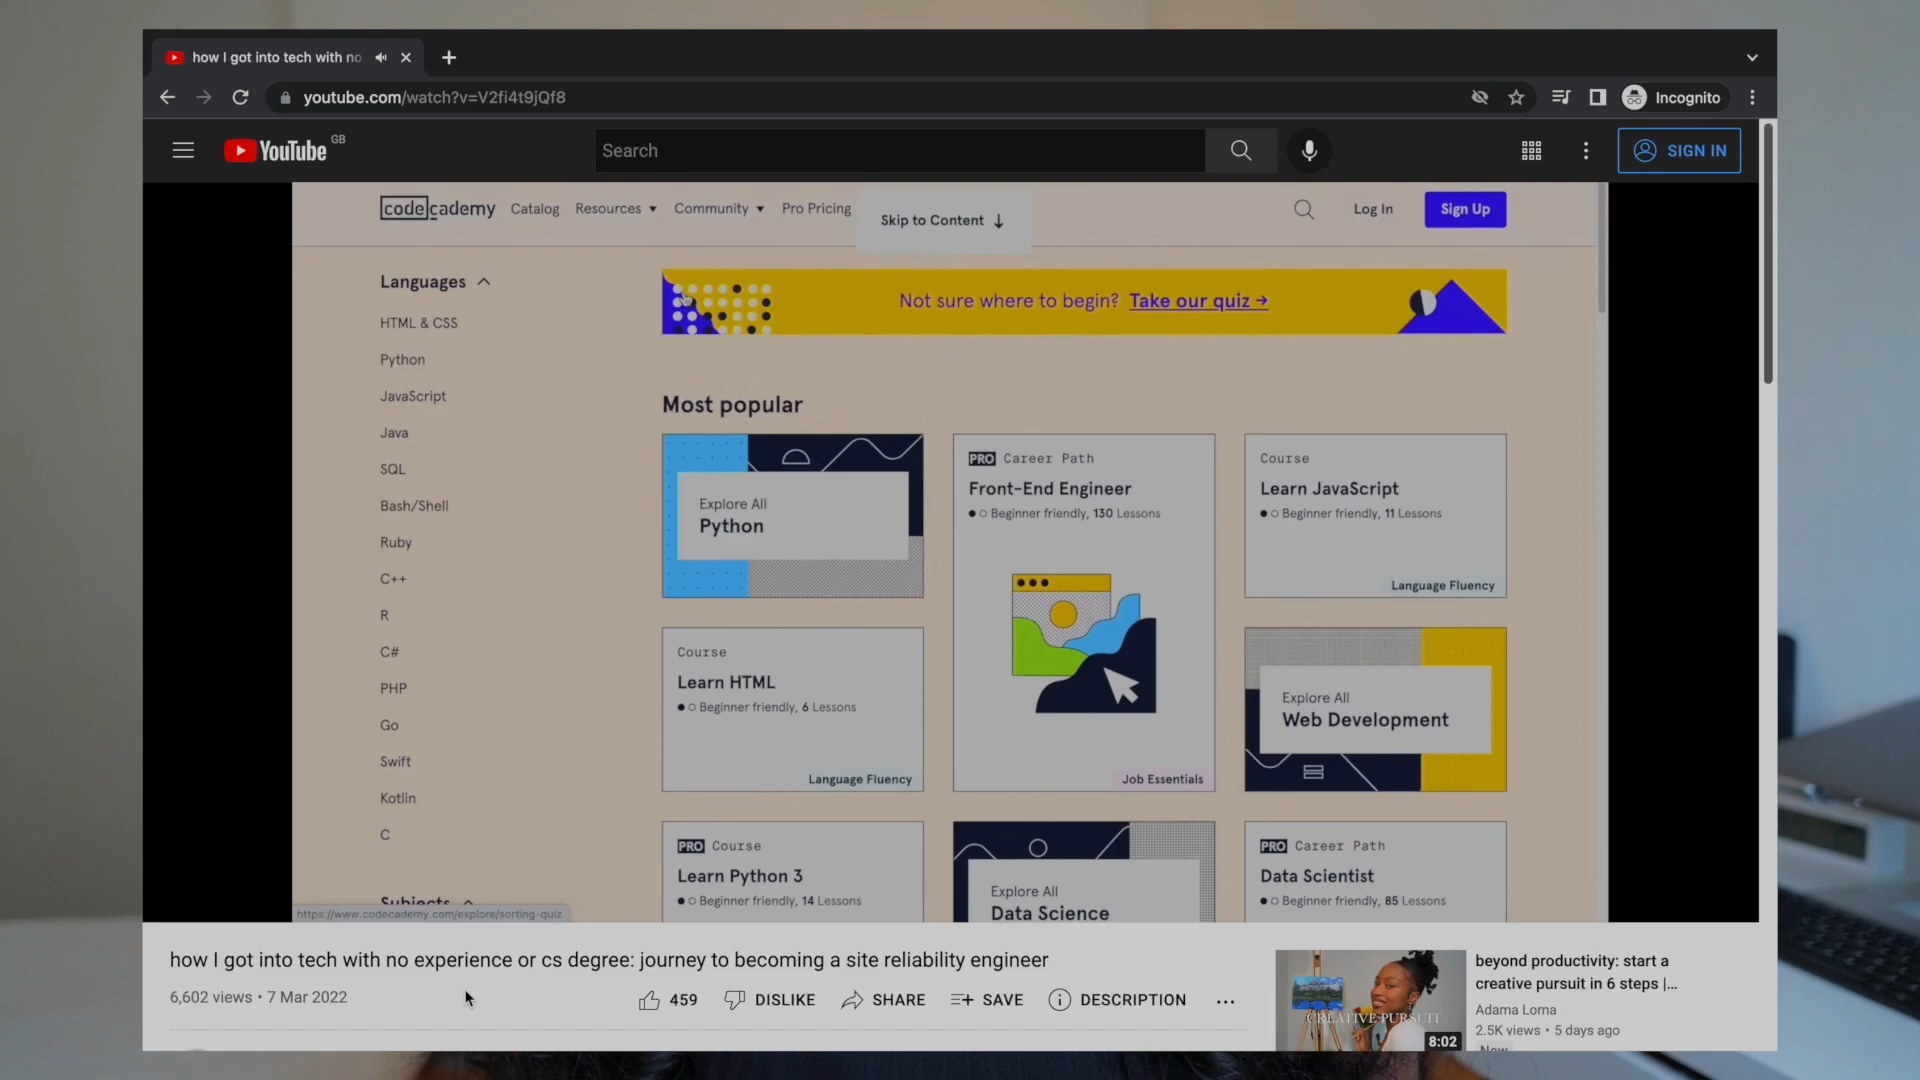 how I got into tech with no
youtube.com/watch?v=V2fi4t9jQf8
Incognito
YouTube GB
Search
SIGN IN
codecademy
Catalog
Resources
Community
Pro Pricing
Skip to Content ↓
Log In
Sign Up
Languages
HTML & CSS
Python
JavaScript
Java
SQL
Bash/Shell
Ruby
C++
R
C#
PHP
Go
Swift
Kotlin
C
Subjects
https://www.codecademy.com/explore/sorting-quiz
Not sure where to begin? Take our quiz →
Most popular
Explore All
Python
PRO Career Path
Front-End Engineer
Beginner friendly, 130 Lessons
Job Essentials
Course
Learn JavaScript
Beginner friendly, 11 Lessons
Language Fluency
Course
Learn HTML
Beginner friendly, 6 Lessons
Language Fluency
Explore All
Web Development
PRO Course
Learn Python 3
Beginner friendly, 14 Lessons
Explore All
Data Science
PRO Career Path
Data Scientist
Beginner friendly, 85 Lessons
how I got into tech with no experience or cs degree: journey to becoming a site reliability engineer
6,602 views • 7 Mar 2022
459
DISLIKE
SHARE
SAVE
DESCRIPTION
CREATIVE PURSUIT
8:02
beyond productivity: start a
creative pursuit in 6 steps |...
Adama Lorna
2.5K views • 5 days ago
New